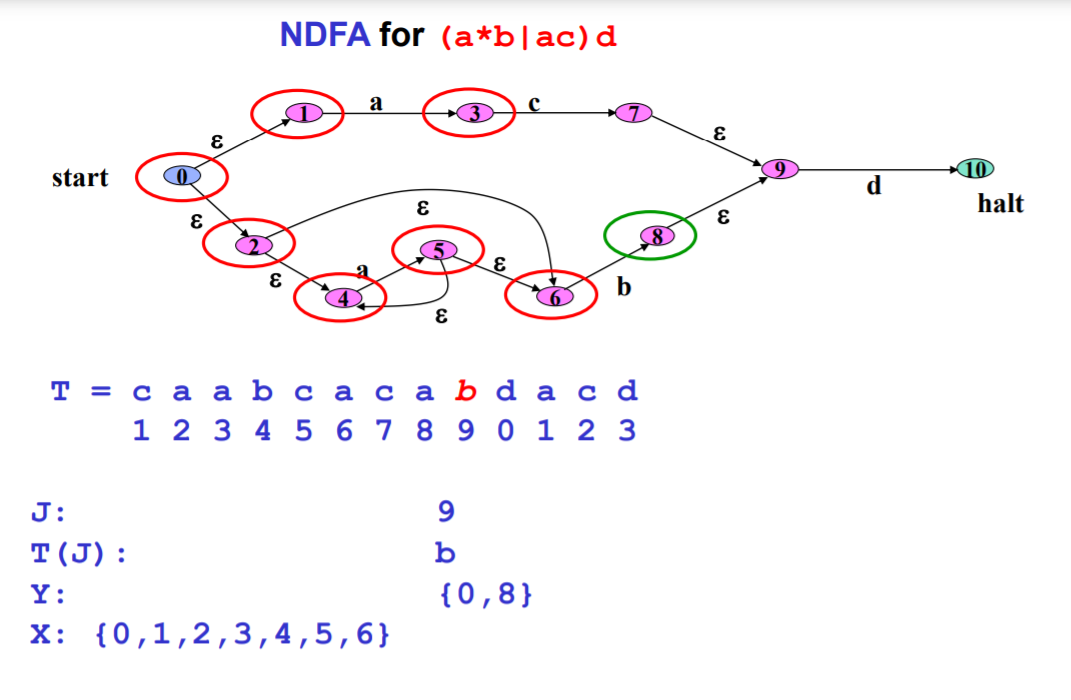 NDFA for (a*b|ac)d
1 a 3 c 7
ε ε
start 0 9 d 10
halt
ε 2 ε 5 ε 8 ε
ε 4 a ε 6 b
T = c a a b c a c a b d a c d
1 2 3 4 5 6 7 8 9 0 1 2 3
J: 9
T(J): b
Y: {0,8}
X: {0,1,2,3,4,5,6}